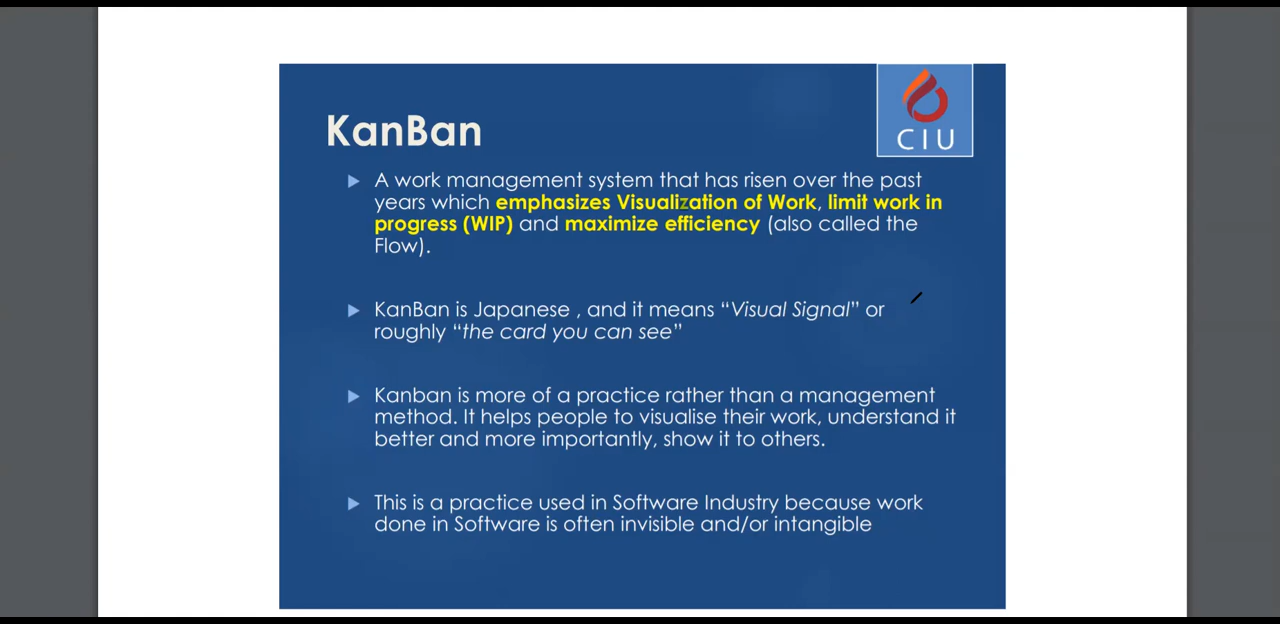 CIU
KanBan
A work management system that has risen over the past
years which emphasizes Visualization of Work, limit work in
progress (WIP) and maximize efficiency (also called the
Flow).
KanBan is Japanese , and it means “Visual Signal” or
roughly “the card you can see”
Kanban is more of a practice rather than a management
method. It helps people to visualise their work, understand it
better and more importantly, show it to others.
This is a practice used in Software Industry because work
done in Software is often invisible and/or intangible